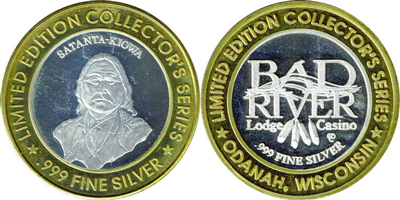 LIMITED EDITION COLLECTOR'S SERIES
SATANTA-KIOWA
★ .999 FINE SILVER ★
LIMITED EDITION COLLECTOR'S SERIES
BAD
RIVER
Lodge Casino
.999 FINE SILVER
★ ODANAH, WISCONSIN ★